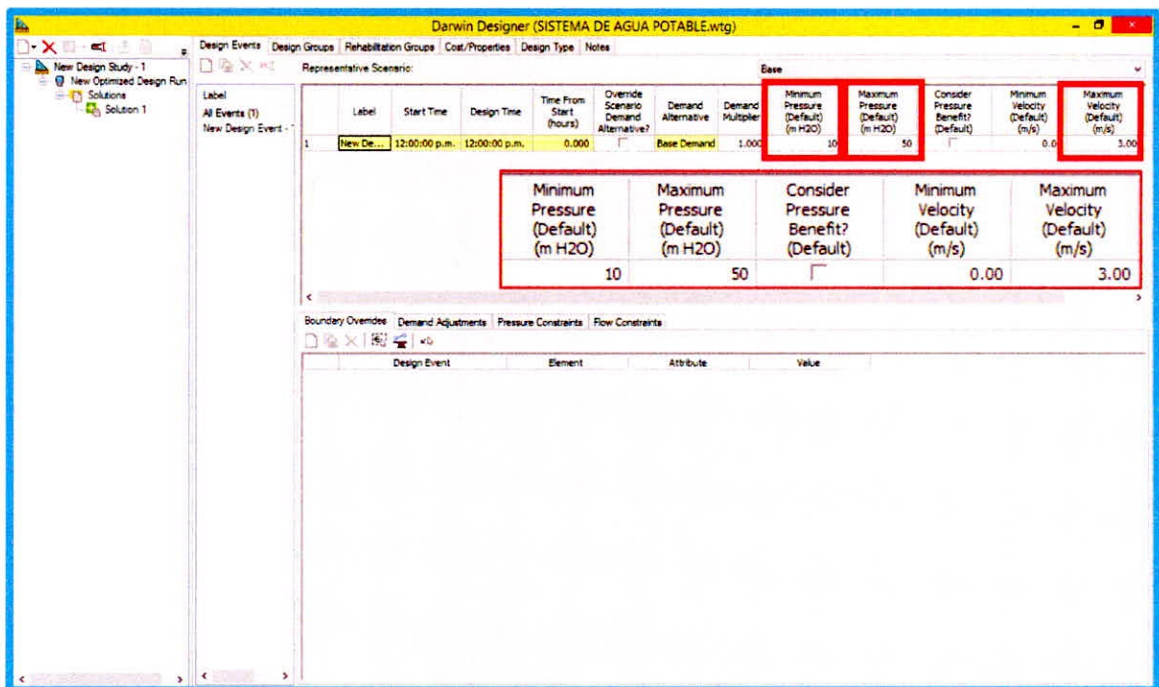 Darwin Designer (SISTEMA DE AGUA POTABLE.wtg)
New Design Study - 1
New Optimized Design Run
Solutions
Solution 1
Design Events Design Groups Rehabilitation Groups Cost/Properties Design Type Notes
Label
All Events (1)
New Design Event -
Representative Scenario: Base
Label Start Time Design Time Time From Start (hours) Override Scenario Demand Alternative? Demand Alternative Demand Multiplier Minimum Pressure (Default) (m H2O) Maximum Pressure (Default) (m H2O) Consider Pressure Benefit? (Default) Minimum Velocity (Default) (m/s) Maximum Velocity (Default) (m/s)
1 New De... 12:00:00 p.m. 12:00:00 p.m. 0.000 Base Demand 1.000 10 50 0.0 3.00
Minimum Pressure (Default) (m H2O) Maximum Pressure (Default) (m H2O) Consider Pressure Benefit? (Default) Minimum Velocity (Default) (m/s) Maximum Velocity (Default) (m/s)
10 50 0.00 3.00
Boundary Overrides Demand Adjustments Pressure Constraints Flow Constraints
Design Event Element Attribute Value